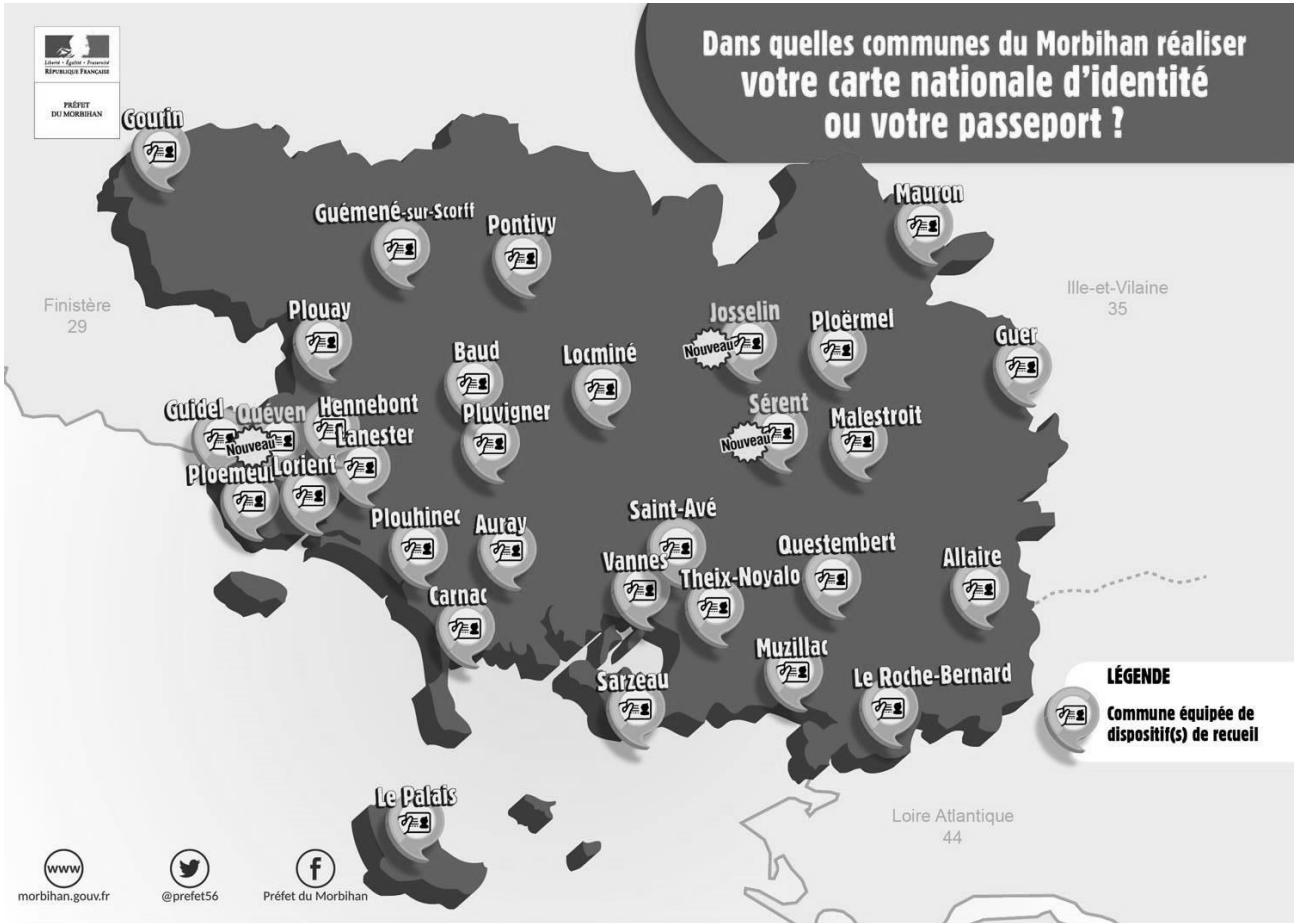 Liberté • Égalité • Fraternité
RÉPUBLIQUE FRANÇAISE
PRÉFET
DU MORBIHAN
Dans quelles communes du Morbihan réaliser
votre carte nationale d'identité
ou votre passeport ?
Gourin
Mauron
Guémené-sur-Scorff
Pontivy
Finistère
29
Ille-et-Vilaine
35
Plouay
Josselin
Nouveau
Ploërmel
Guer
Baud
Locminé
Guidel
Quéven
Nouveau
Hennebont
Lanester
Pluvigner
Sérent
Nouveau
Malestroit
Ploemeur
Lorient
Plouhinec
Auray
Saint-Avé
Vannes
Theix-Noyalo
Questembert
Allaire
Carnac
Muzillac
Sarzeau
Le Roche-Bernard
LÉGENDE
Commune équipée de
dispositif(s) de recueil
Le Palais
Loire Atlantique
44
www
morbihan.gouv.fr
@prefet56
f
Préfet du Morbihan